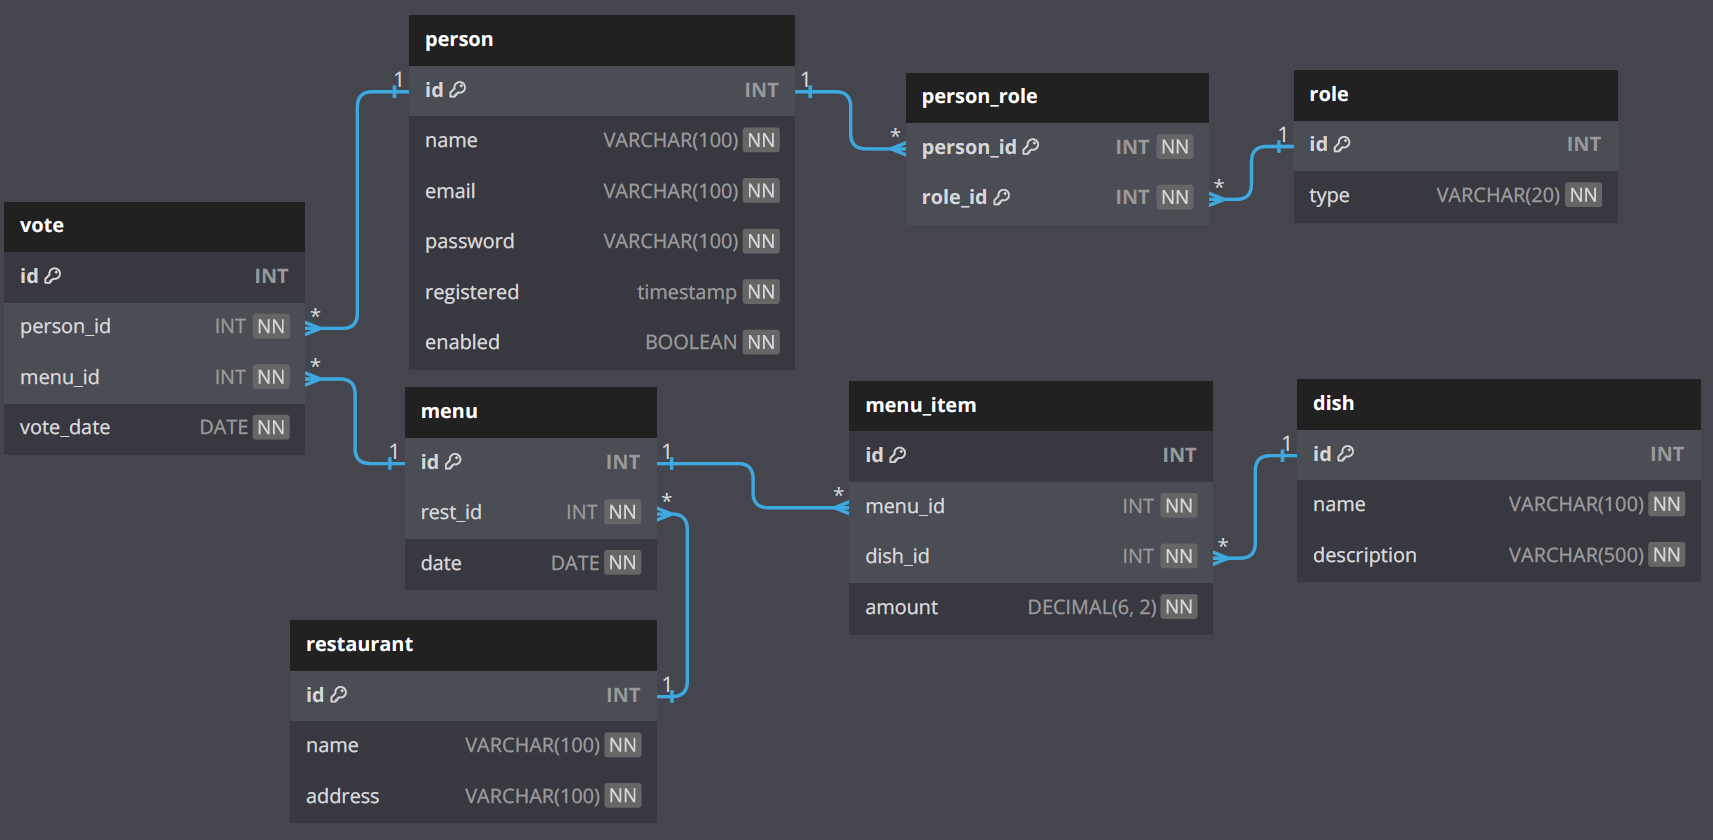 person
1
id INT
1
name VARCHAR(100) NN
email VARCHAR(100) NN
password VARCHAR(100) NN
registered timestamp NN
enabled BOOLEAN NN
person_role
*
person_id INT NN
role_id INT NN
*
role
1
id INT
type VARCHAR(20) NN
vote
id INT
person_id INT NN
*
menu_id INT NN
*
vote_date DATE NN
menu
1
id INT
1
rest_id INT NN
*
date DATE NN
menu_item
id INT
*
menu_id INT NN
dish_id INT NN
*
amount DECIMAL(6, 2) NN
dish
1
id INT
name VARCHAR(100) NN
description VARCHAR(500) NN
restaurant
id INT
1
name VARCHAR(100) NN
address VARCHAR(100) NN